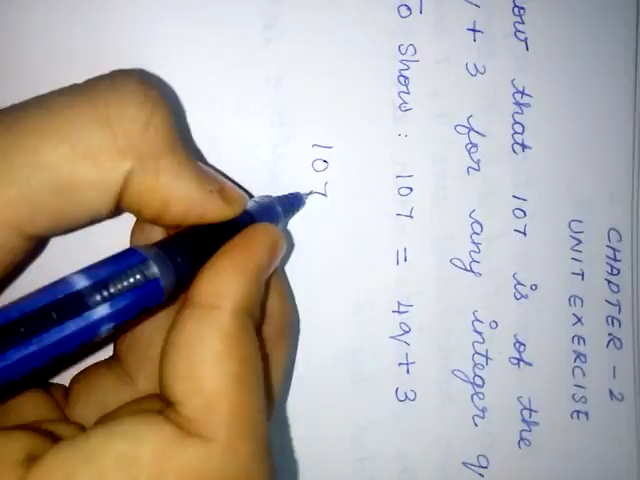 CHAPTER - 2
UNIT EXERCISE
that 107 is of the
+ 3 for any integer q
Show : 107 = 4q + 3
107